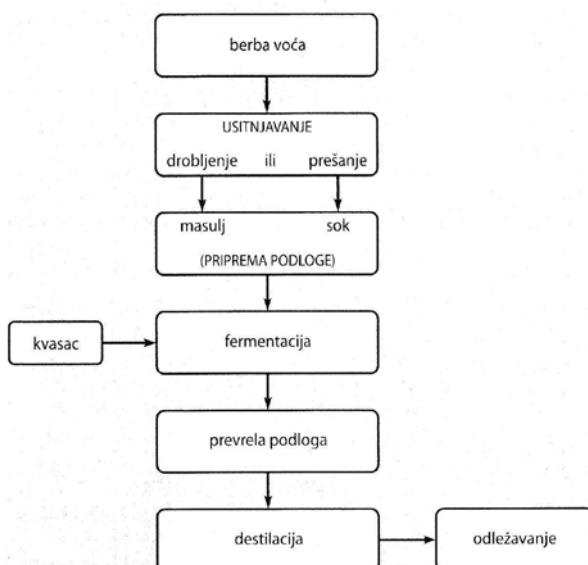 berba voća
USITNJAVANJE
drobljenje ili prešanje
masulj sok
(PRIPREMA PODLOGE)
kvasac
fermentacija
prevrela podloga
destilacija
odležavanje